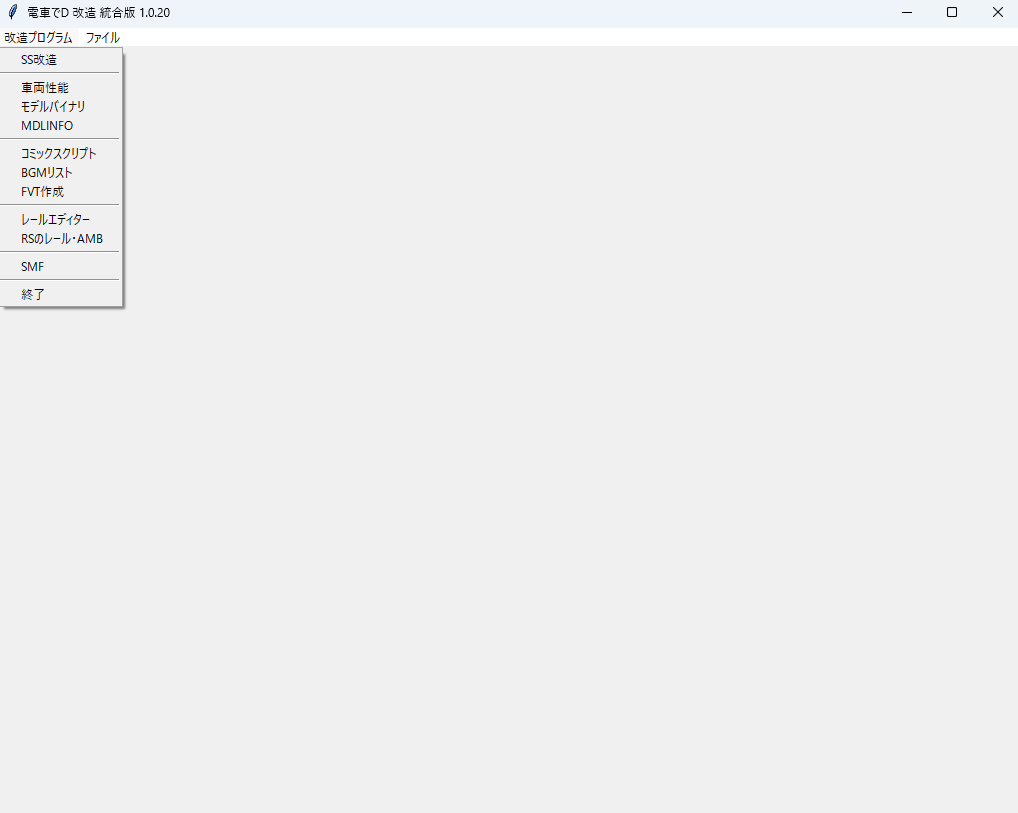 電車でD 改造 統合版 1.0.20
改造プログラム ファイル
SS改造
車両性能
モデルバイナリ
MDLINFO
コミックスクリプト
BGMリスト
FVT作成
レールエディター
RSのレール・AMB
SMF
終了